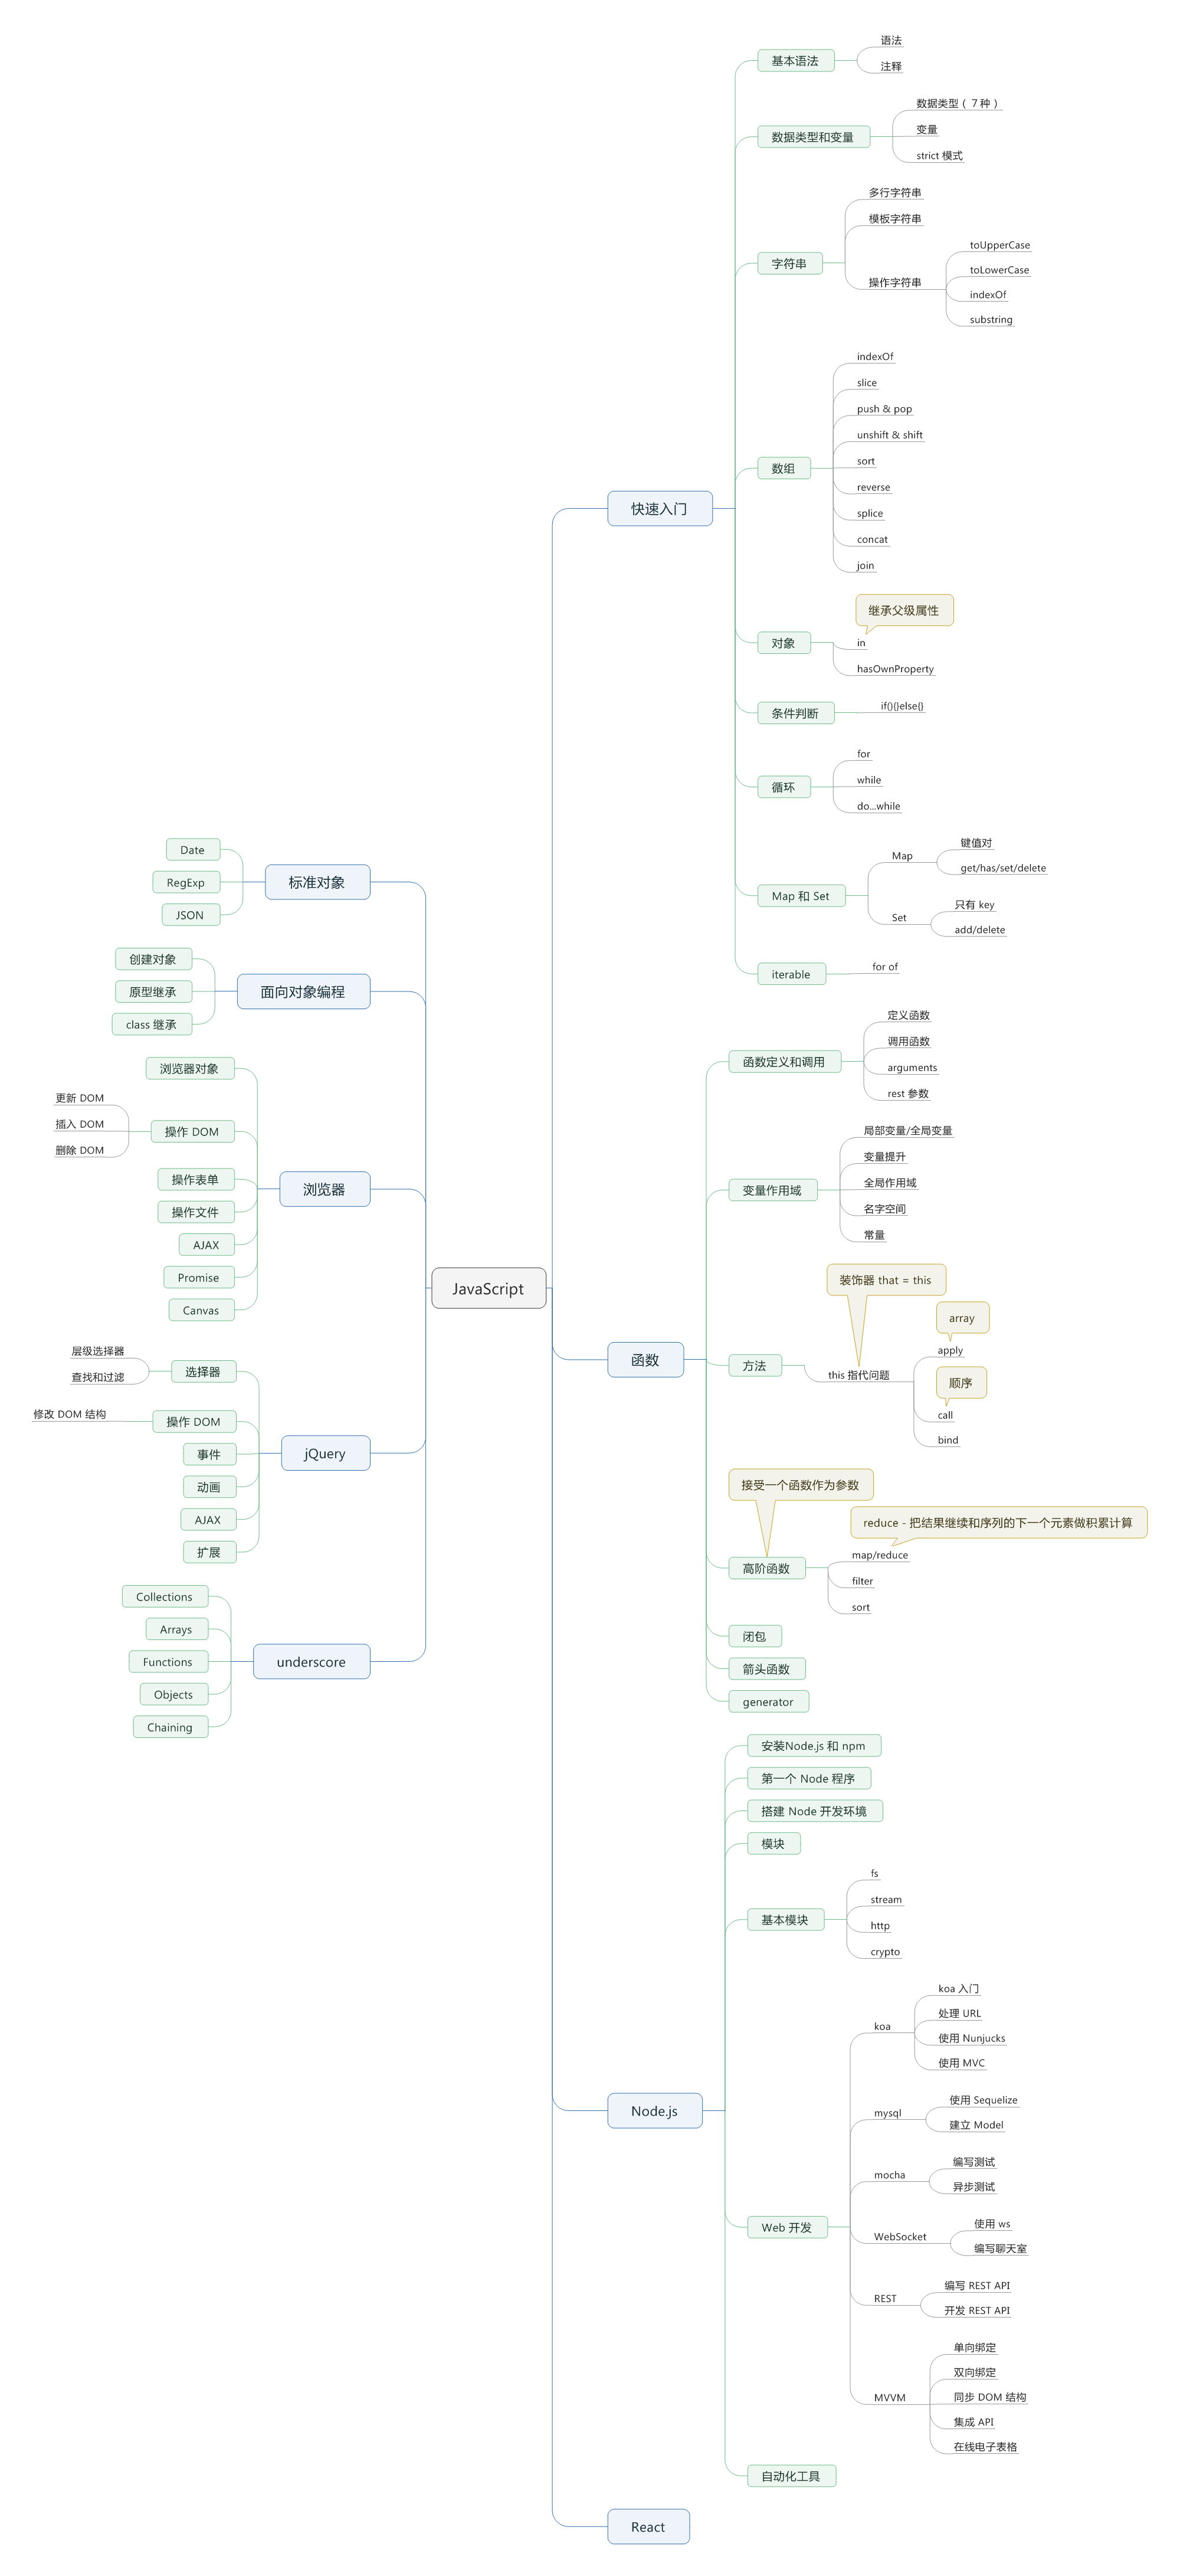 JavaScript
快速入门
基本语法
语法
注释
数据类型和变量
数据类型（7种）
变量
strict 模式
字符串
多行字符串
模板字符串
操作字符串
toUpperCase
toLowerCase
indexOf
substring
数组
indexOf
slice
push & pop
unshift & shift
sort
reverse
splice
concat
join
对象
继承父级属性
in
hasOwnProperty
条件判断
if(){}else{}
循环
for
while
do...while
Map 和 Set
Map
键值对
get/has/set/delete
Set
只有 key
add/delete
iterable
for of
函数
函数定义和调用
定义函数
调用函数
arguments
rest 参数
变量作用域
局部变量/全局变量
变量提升
全局作用域
名字空间
常量
方法
装饰器 that = this
this 指代问题
array
apply
顺序
call
bind
接受一个函数作为参数
高阶函数
reduce - 把结果继续和序列的下一个元素做积累计算
map/reduce
filter
sort
闭包
箭头函数
generator
Node.js
安装Node.js 和 npm
第一个 Node 程序
搭建 Node 开发环境
模块
基本模块
fs
stream
http
crypto
Web 开发
koa
koa 入门
处理 URL
使用 Nunjucks
使用 MVC
mysql
使用 Sequelize
建立 Model
mocha
编写测试
异步测试
WebSocket
使用 ws
编写聊天室
REST
编写 REST API
开发 REST API
MVVM
单向绑定
双向绑定
同步 DOM 结构
集成 API
在线电子表格
自动化工具
React
标准对象
Date
RegExp
JSON
面向对象编程
创建对象
原型继承
class 继承
浏览器
浏览器对象
操作 DOM
更新 DOM
插入 DOM
删除 DOM
操作表单
操作文件
AJAX
Promise
Canvas
jQuery
选择器
层级选择器
查找和过滤
操作 DOM
修改 DOM 结构
事件
动画
AJAX
扩展
underscore
Collections
Arrays
Functions
Objects
Chaining